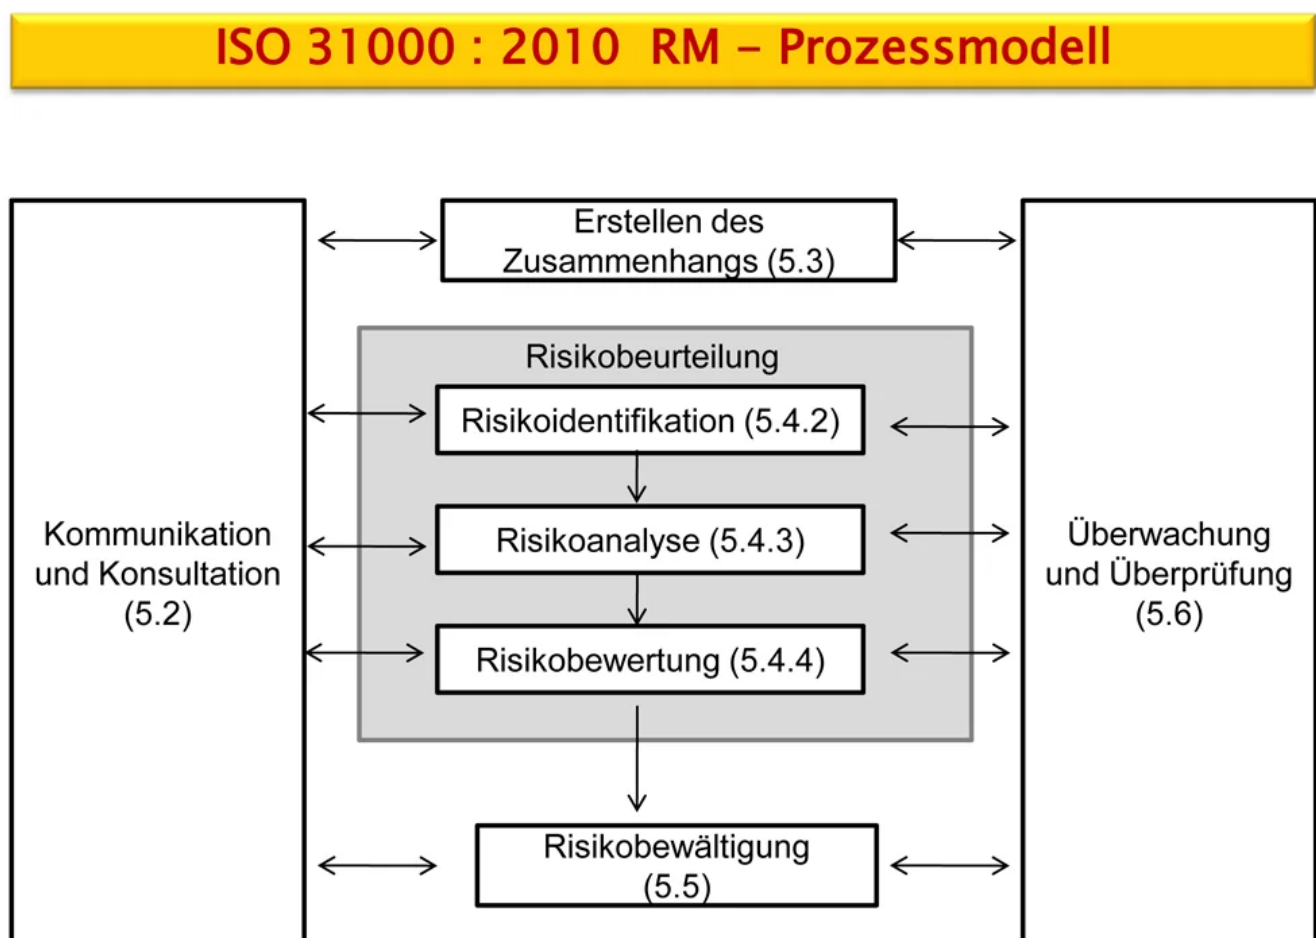 ISO 31000 : 2010 RM – Prozessmodell
Erstellen des
Zusammenhangs (5.3)
Risikobeurteilung
Risikoidentifikation (5.4.2)
Risikoanalyse (5.4.3)
Risikobewertung (5.4.4)
Kommunikation
und Konsultation
(5.2)
Überwachung
und Überprüfung
(5.6)
Risikobewältigung
(5.5)